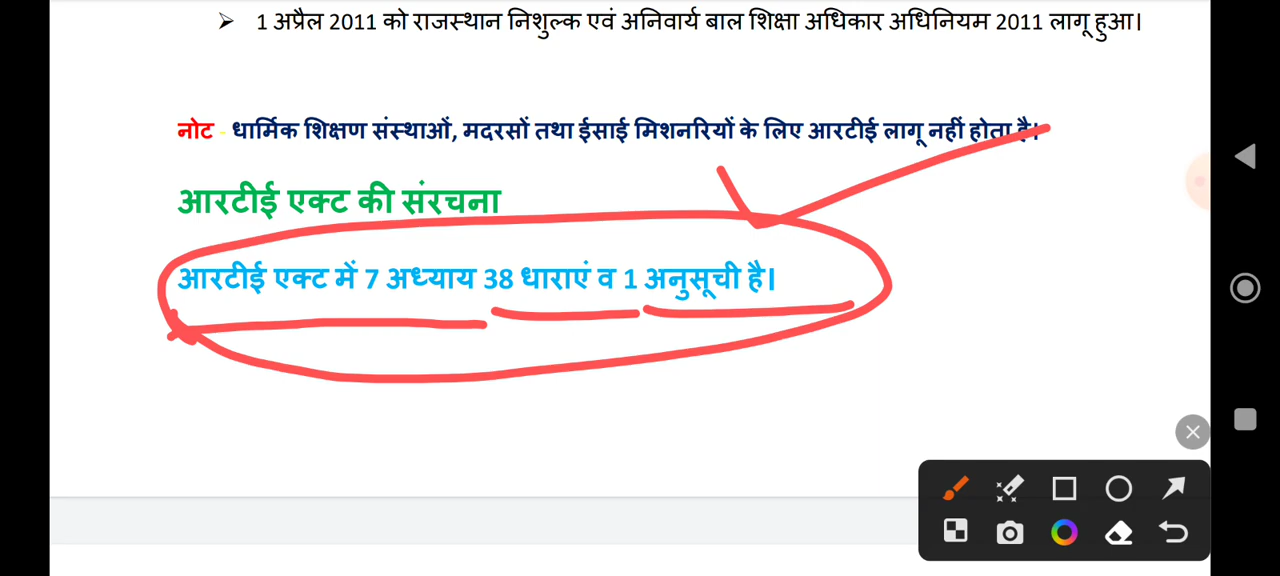 ➢ 1 अप्रैल 2011 को राजस्थान निशुल्क एवं अनिवार्य बाल शिक्षा अधिकार अधिनियम 2011 लागू हुआ।
नोट - धार्मिक शिक्षण संस्थाओं, मदरसों तथा ईसाई मिशनरियों के लिए आरटीई लागू नहीं होता है।
आरटीई एक्ट की संरचना
आरटीई एक्ट में 7 अध्याय 38 धाराएं व 1 अनुसूची है।